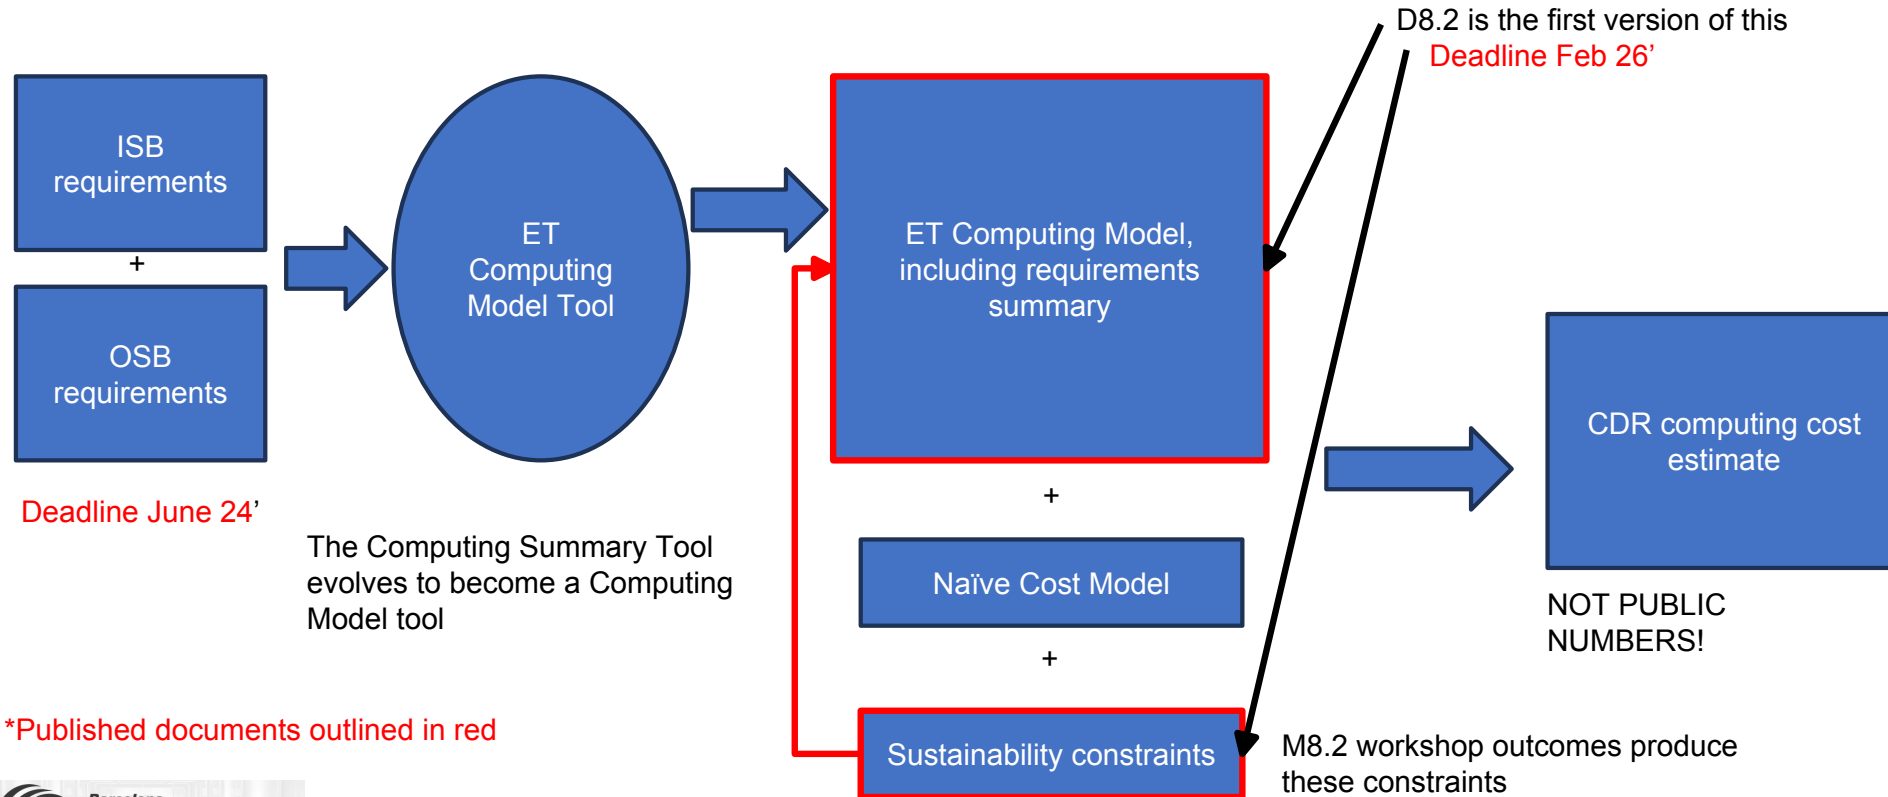 D8.2 is the first version of this
Deadline Feb 26’
ISB
requirements
+
OSB
requirements
Deadline June 24’
ET
Computing
Model Tool
The Computing Summary Tool
evolves to become a Computing
Model tool
ET Computing Model,
including requirements
summary
+
Naïve Cost Model
+
Sustainability constraints
M8.2 workshop outcomes produce
these constraints
CDR computing cost
estimate
NOT PUBLIC
NUMBERS!
*Published documents outlined in red